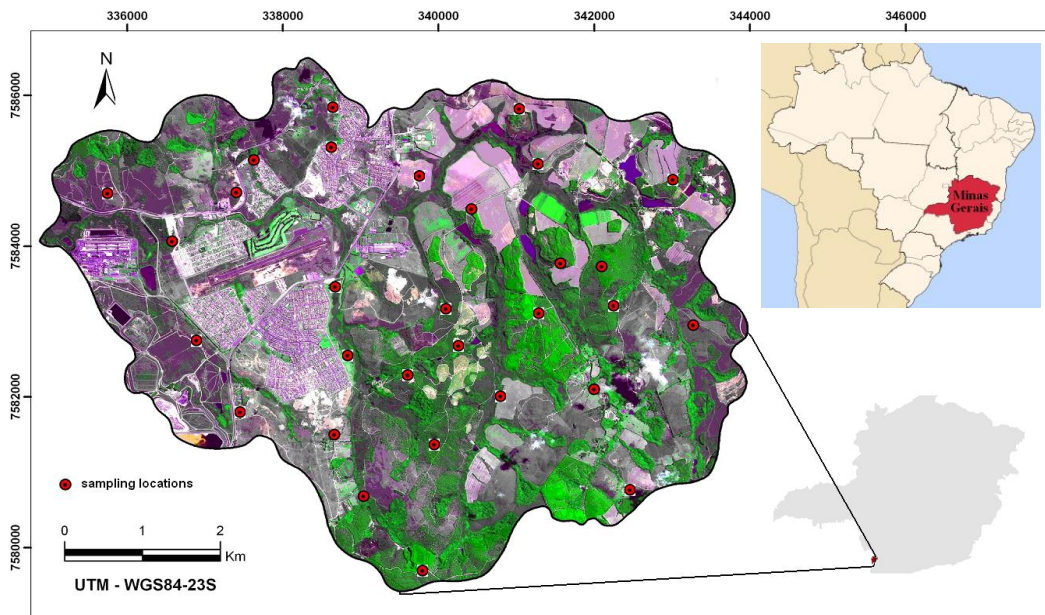 336000 338000 340000 342000 344000 346000
N
7586000
7584000
7582000
7580000
Minas
Gerais
sampling locations
0 1 2
Km
UTM - WGS84-23S